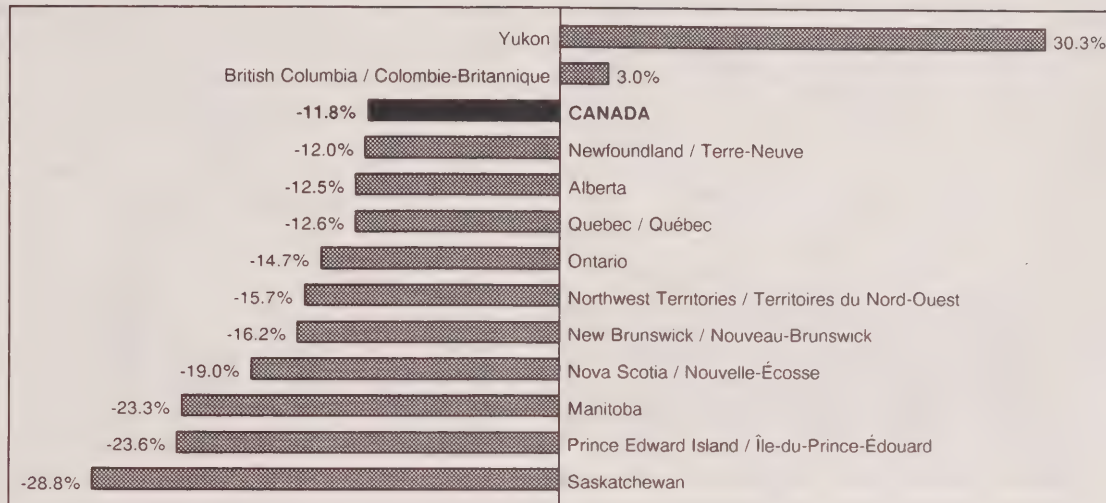 Yukon 30.3%
British Columbia / Colombie-Britannique 3.0%
-11.8% CANADA
-12.0% Newfoundland / Terre-Neuve
-12.5% Alberta
-12.6% Quebec / Québec
-14.7% Ontario
-15.7% Northwest Territories / Territoires du Nord-Ouest
-16.2% New Brunswick / Nouveau-Brunswick
-19.0% Nova Scotia / Nouvelle-Écosse
-23.3% Manitoba
-23.6% Prince Edward Island / Île-du-Prince-Édouard
-28.8% Saskatchewan